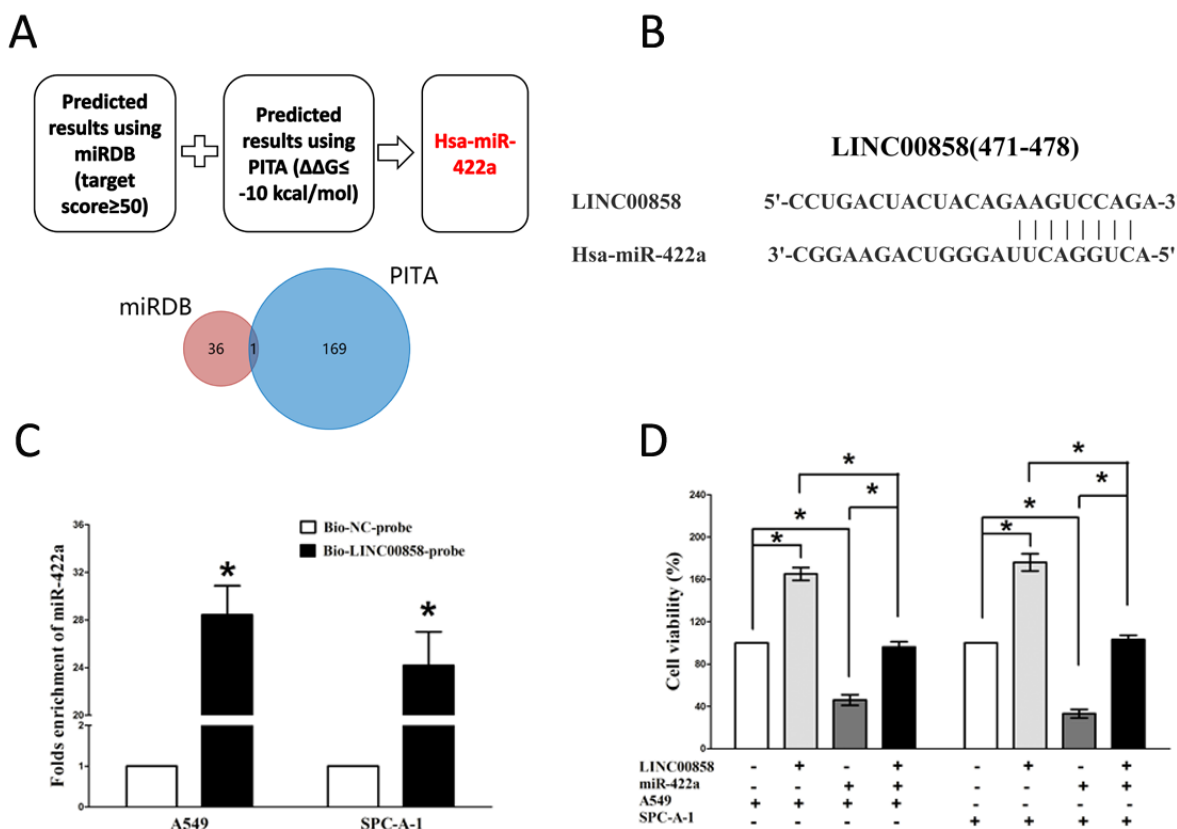 A
Predicted
results using
miRDB
(target
score≥50)
Predicted
results using
PITA (ΔΔG≤
-10 kcal/mol)
Hsa-miR-
422a
miRDB
PITA
36
1
169
B
LINC00858(471-478)
LINC00858 5'-CCUGACUACUACAGAAGUCCAGA-3'
Hsa-miR-422a 3'-CGGAAGACUGGGAUUCAGGUCA-5'
C
Folds enrichment of miR-422a
36
32
28
24
20
2
1
0
Bio-NC-probe
Bio-LINC00858-probe
* *
A549 SPC-A-1
D
Cell viability (%)
240
200
160
120
80
40
0
* *
* *
* *
* *
LINC00858 - + - + - + - +
miR-422a - - + + - - + +
A549 + + + + - - - -
SPC-A-1 - - - - + + + +